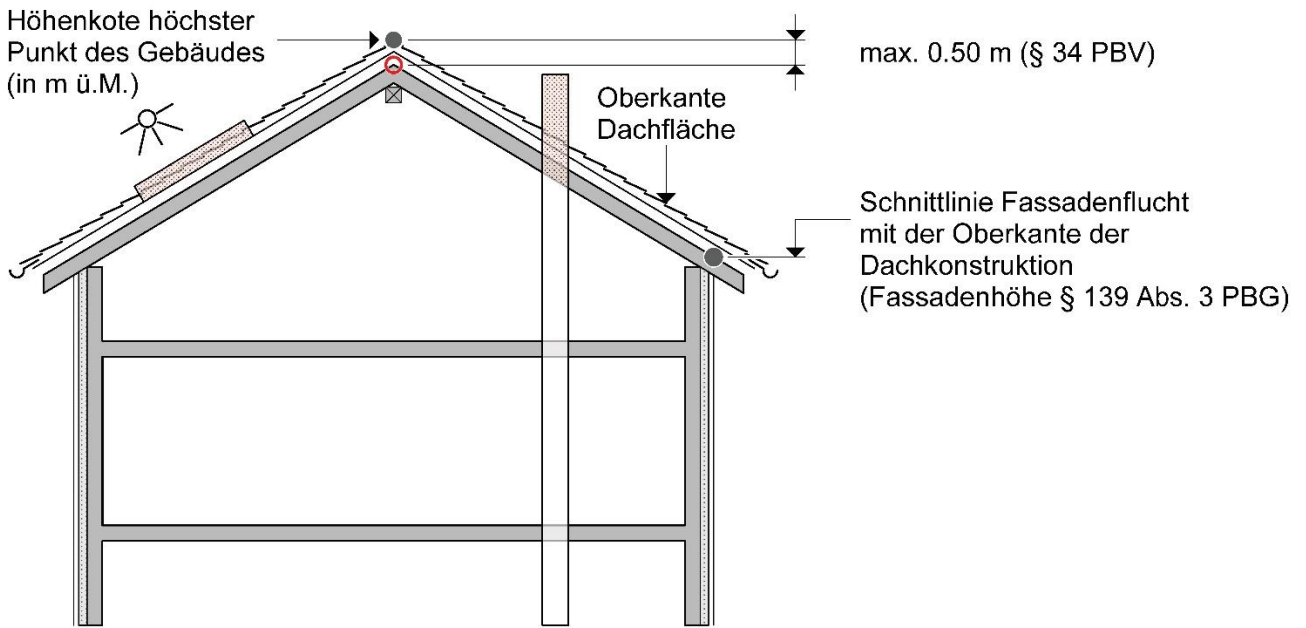 Höhenkote höchster
Punkt des Gebäudes
(in m ü.M.)
max. 0.50 m (§ 34 PBV)
Oberkante
Dachfläche
Schnittlinie Fassadenflucht
mit der Oberkante der
Dachkonstruktion
(Fassadenhöhe § 139 Abs. 3 PBG)